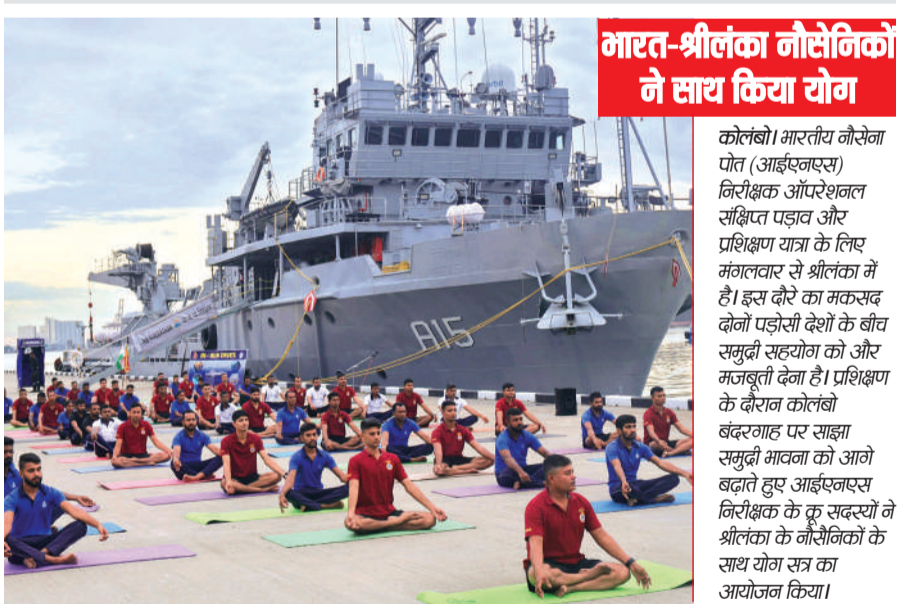 भारत-श्रीलंका नौसेनिकों
ने साथ किया योग
कोलंबो। भारतीय नौसेना
पोत (आईएनएस)
निरीक्षक ऑपरेशनल
संक्षिप्त पड़ाव और
प्रशिक्षण यात्रा के लिए
मंगलवार से श्रीलंका में
है। इस दौरे का मकसद
दोनों पड़ोसी देशों के बीच
समुद्री सहयोग को और
मजबूती देना है। प्रशिक्षण
के दौरान कोलंबो
बंदरगाह पर साझा
समुद्री भावना को आगे
बढ़ाते हुए आईएनएस
निरीक्षक के क्रू सदस्यों ने
श्रीलंका के नौसैनिकों के
साथ योग सत्र का
आयोजन किया।
A15